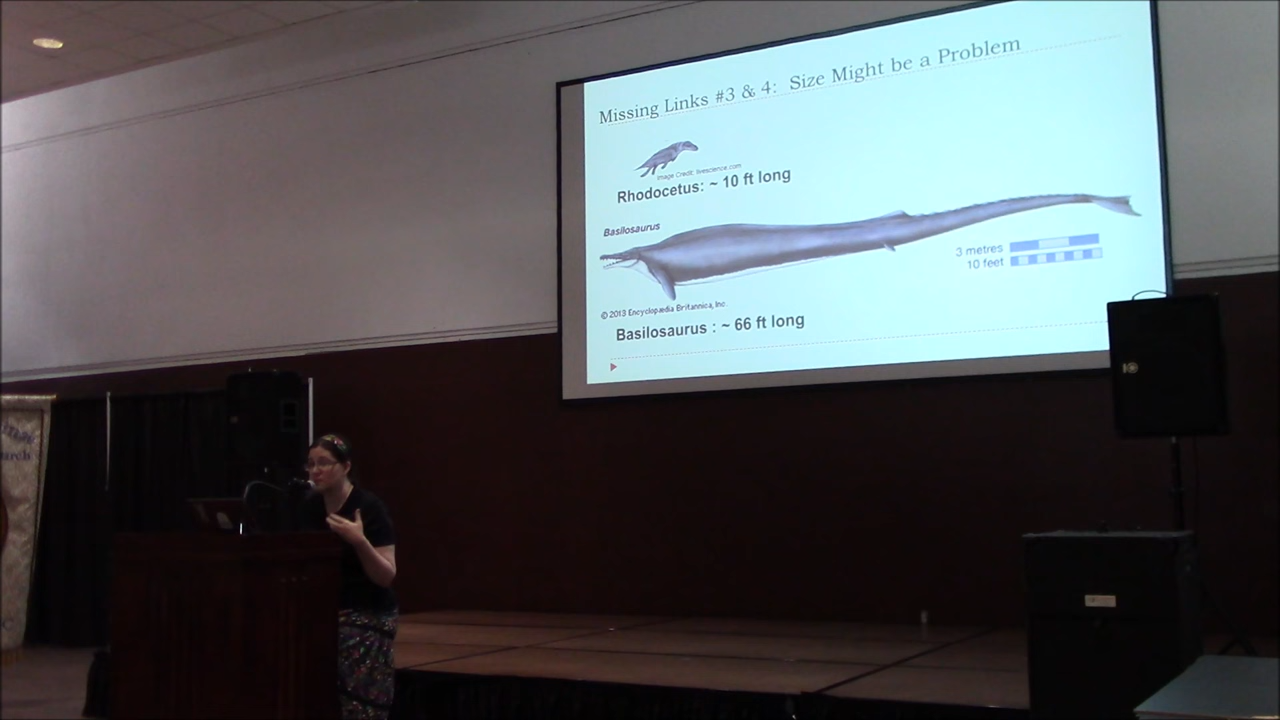 Missing Links #3 & 4: Size Might be a Problem
Image Credit: livescience.com
Rhodocetus: ~ 10 ft long
Basilosaurus
3 metres
10 feet
© 2013 Encyclopædia Britannica, Inc.
Basilosaurus : ~ 66 ft long